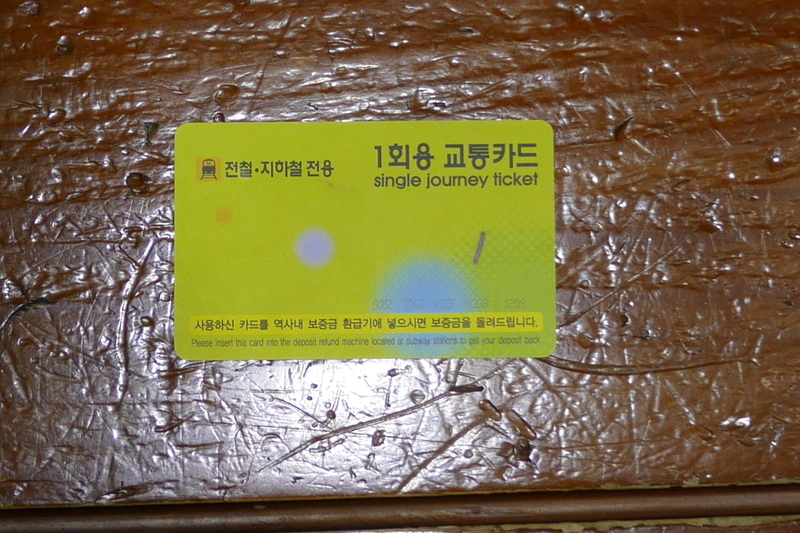 전철·지하철 전용
1회용 교통카드
single journey ticket
사용하신 카드를 역사내 보증금 환급기에 넣으시면 보증금을 돌려드립니다.
Please insert this card into the deposit refund machine located at subway stations to get your deposit back.